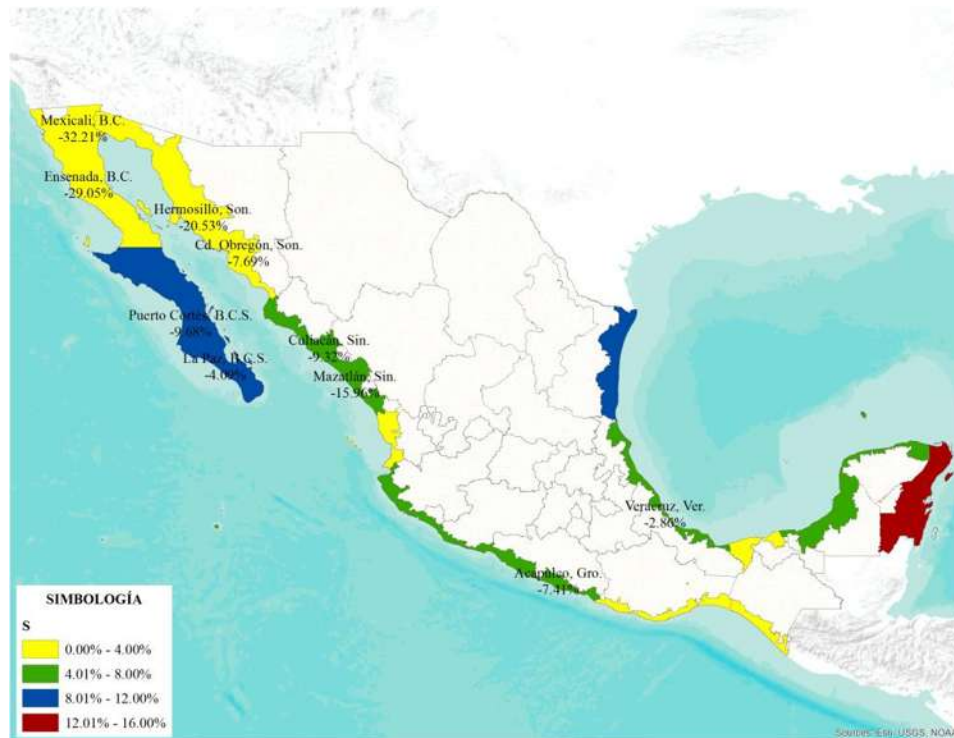 Mexicali, B.C.
-32.21%
Ensenada, B.C.
-29.05%
Hermosillo, Son.
-20.53%
Cd. Obregón, Son.
-7.69%
Puerto Cortés, B.C.S.
-9.68%
La Paz, B.C.S.
-4.09%
Culiacán, Sin.
-9.32%
Mazatlán, Sin.
-15.96%
Veracruz, Ver.
-2.86%
Acapulco, Gro.
-7.41%
SIMBOLOGÍA
S
0.00% - 4.00%
4.01% - 8.00%
8.01% - 12.00%
12.01% - 16.00%
Sources: Esri, USGS, NOAA